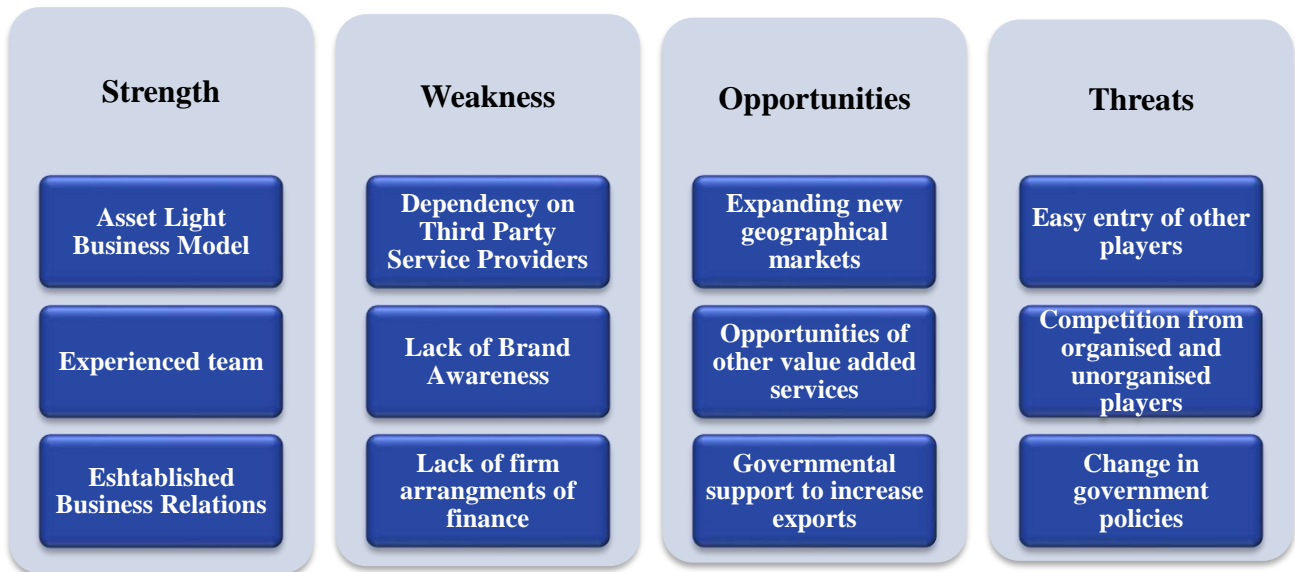 Strength
Asset Light
Business Model
Experienced team
Eshtablished
Business Relations
Weakness
Dependency on
Third Party
Service Providers
Lack of Brand
Awareness
Lack of firm
arrangments of
finance
Opportunities
Expanding new
geographical
markets
Opportunities of
other value added
services
Governmental
support to increase
exports
Threats
Easy entry of other
players
Competition from
organised and
unorganised
players
Change in
government
policies